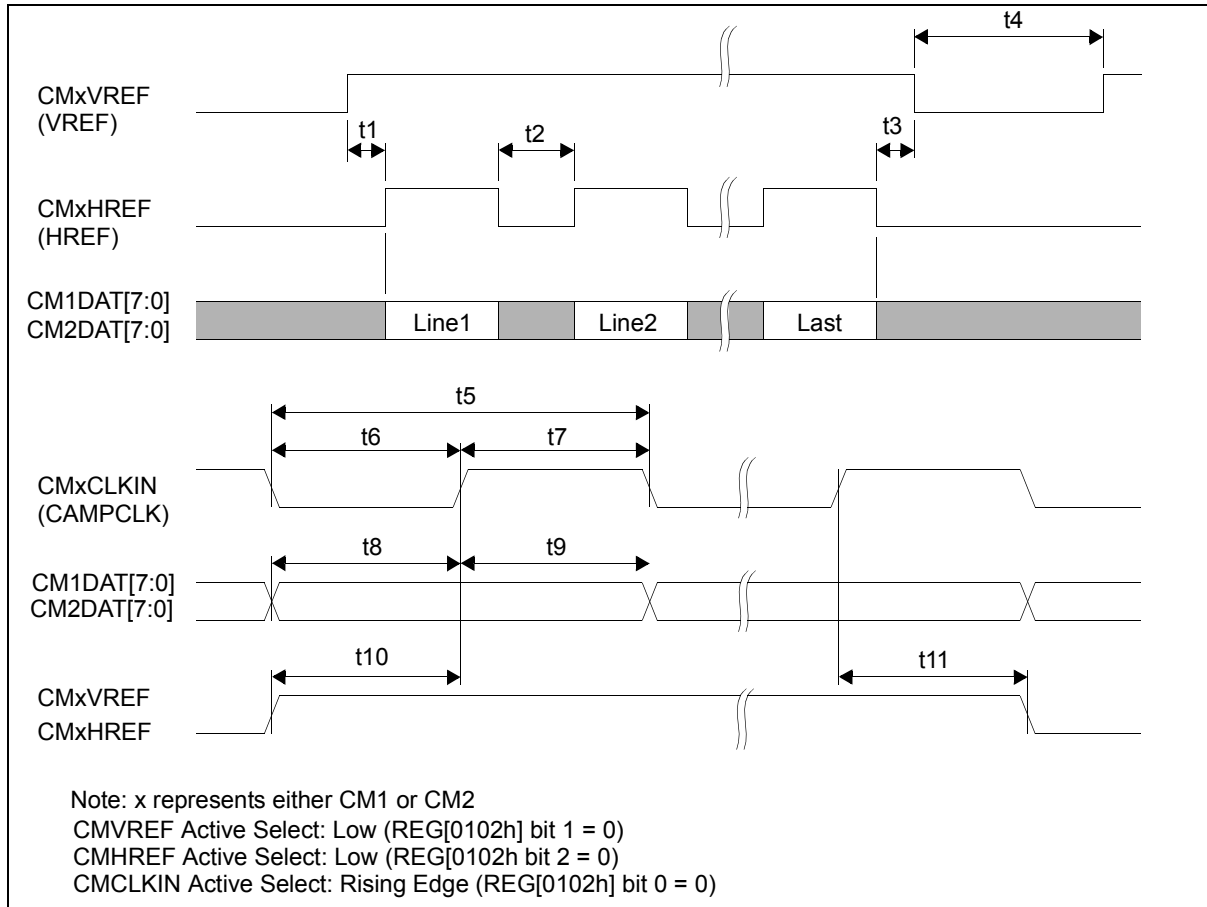 t4
CMxVREF
(VREF)
t1
t2
t3
CMxHREF
(HREF)
CM1DAT[7:0]
CM2DAT[7:0]
Line1
Line2
Last
t5
t6
t7
CMxCLKIN
(CAMPCLK)
t8
t9
CM1DAT[7:0]
CM2DAT[7:0]
t10
t11
CMxVREF
CMxHREF
Note: x represents either CM1 or CM2
CMVREF Active Select: Low (REG[0102h] bit 1 = 0)
CMHREF Active Select: Low (REG[0102h bit 2 = 0)
CMCLKIN Active Select: Rising Edge (REG[0102h] bit 0 = 0)